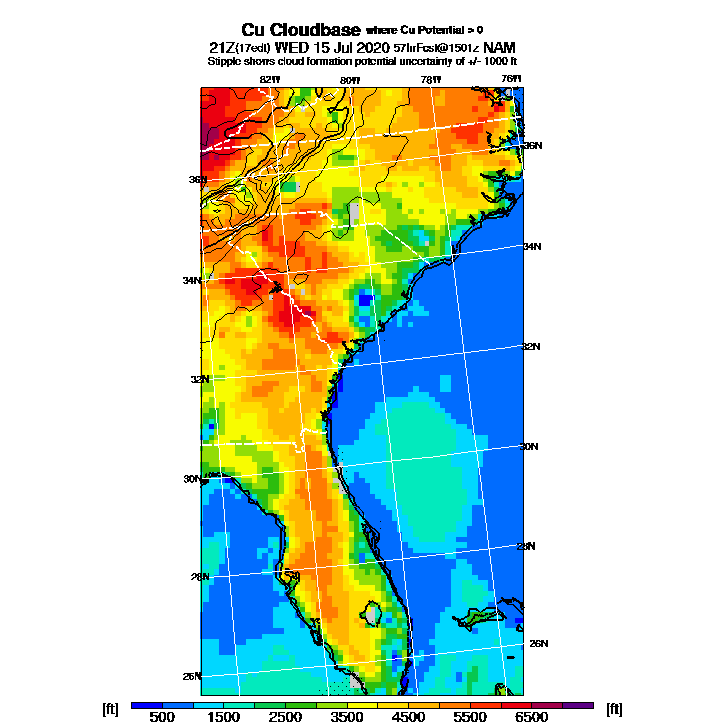 Cu Cloudbase where Cu Potential > 0
21Z(17edt) WED 15 Jul 2020 57hrFcst@1501z NAM
Stipple shows cloud formation potential uncertainty of +/- 1000 ft
82W 80W 78W 76W
36N 36N
34N 34N
32N 32N
30N 30N
28N 28N
26N 26N
[ft] 500 1500 2500 3500 4500 5500 6500 [ft]